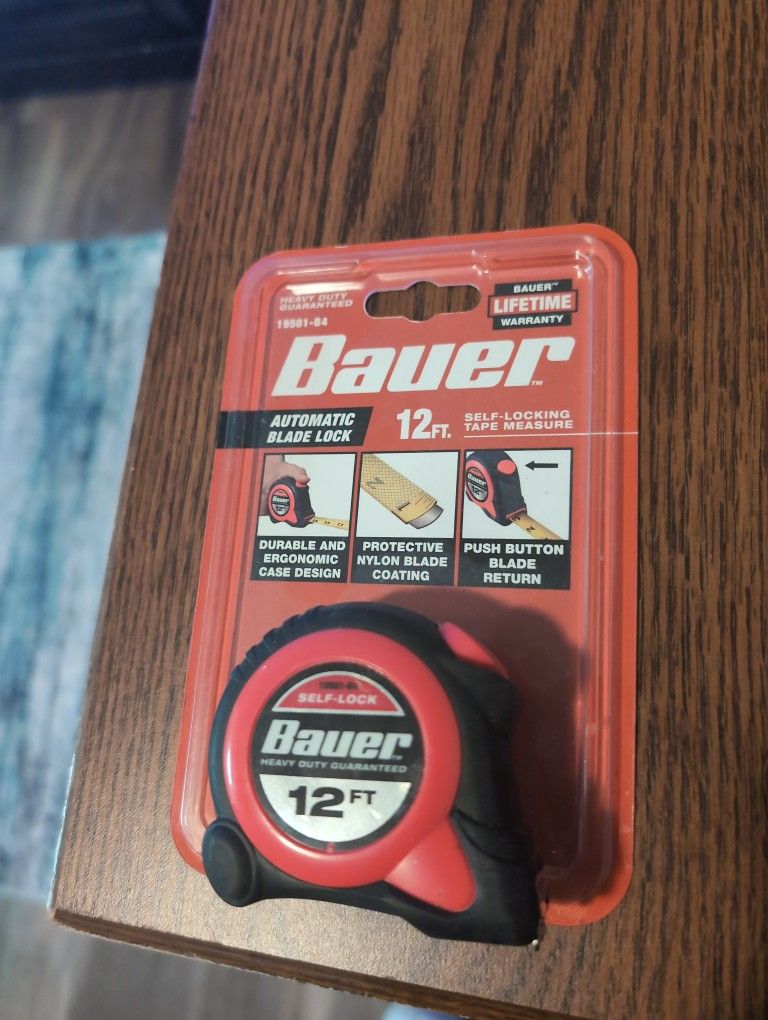 HEAVY DUTY
GUARANTEED
19501-B4
BAUER™
LIFETIME
WARRANTY
Bauer™
AUTOMATIC
BLADE LOCK
12FT.
SELF-LOCKING
TAPE MEASURE
DURABLE AND
ERGONOMIC
CASE DESIGN
PROTECTIVE
NYLON BLADE
COATING
PUSH BUTTON
BLADE
RETURN
SELF-LOCK
Bauer™
HEAVY DUTY GUARANTEED
12FT